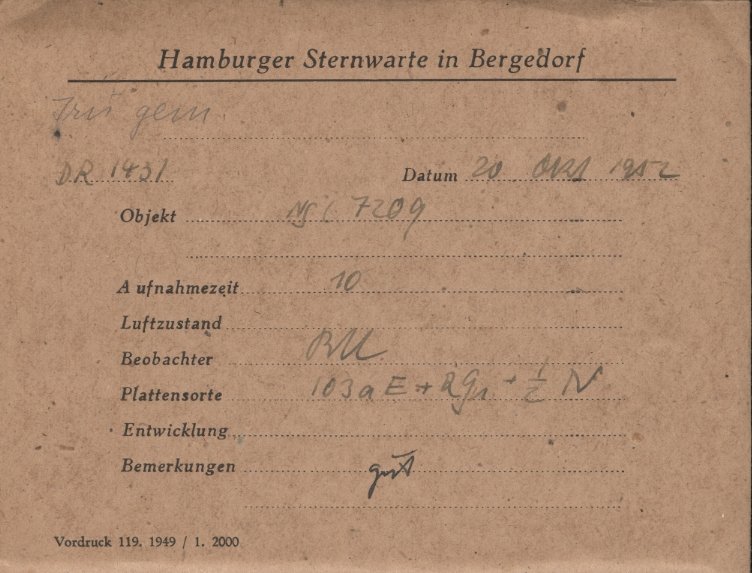 Hamburger Sternwarte in Bergedorf
gem.
DR 1431 Datum 20. Okt 1952
Objekt NGC 7209
Aufnahmezeit 10
Luftzustand
Beobachter
Plattensorte 103a E + + 1/2 N
Entwicklung
Bemerkungen gut
Vordruck 119. 1949 / 1. 2000